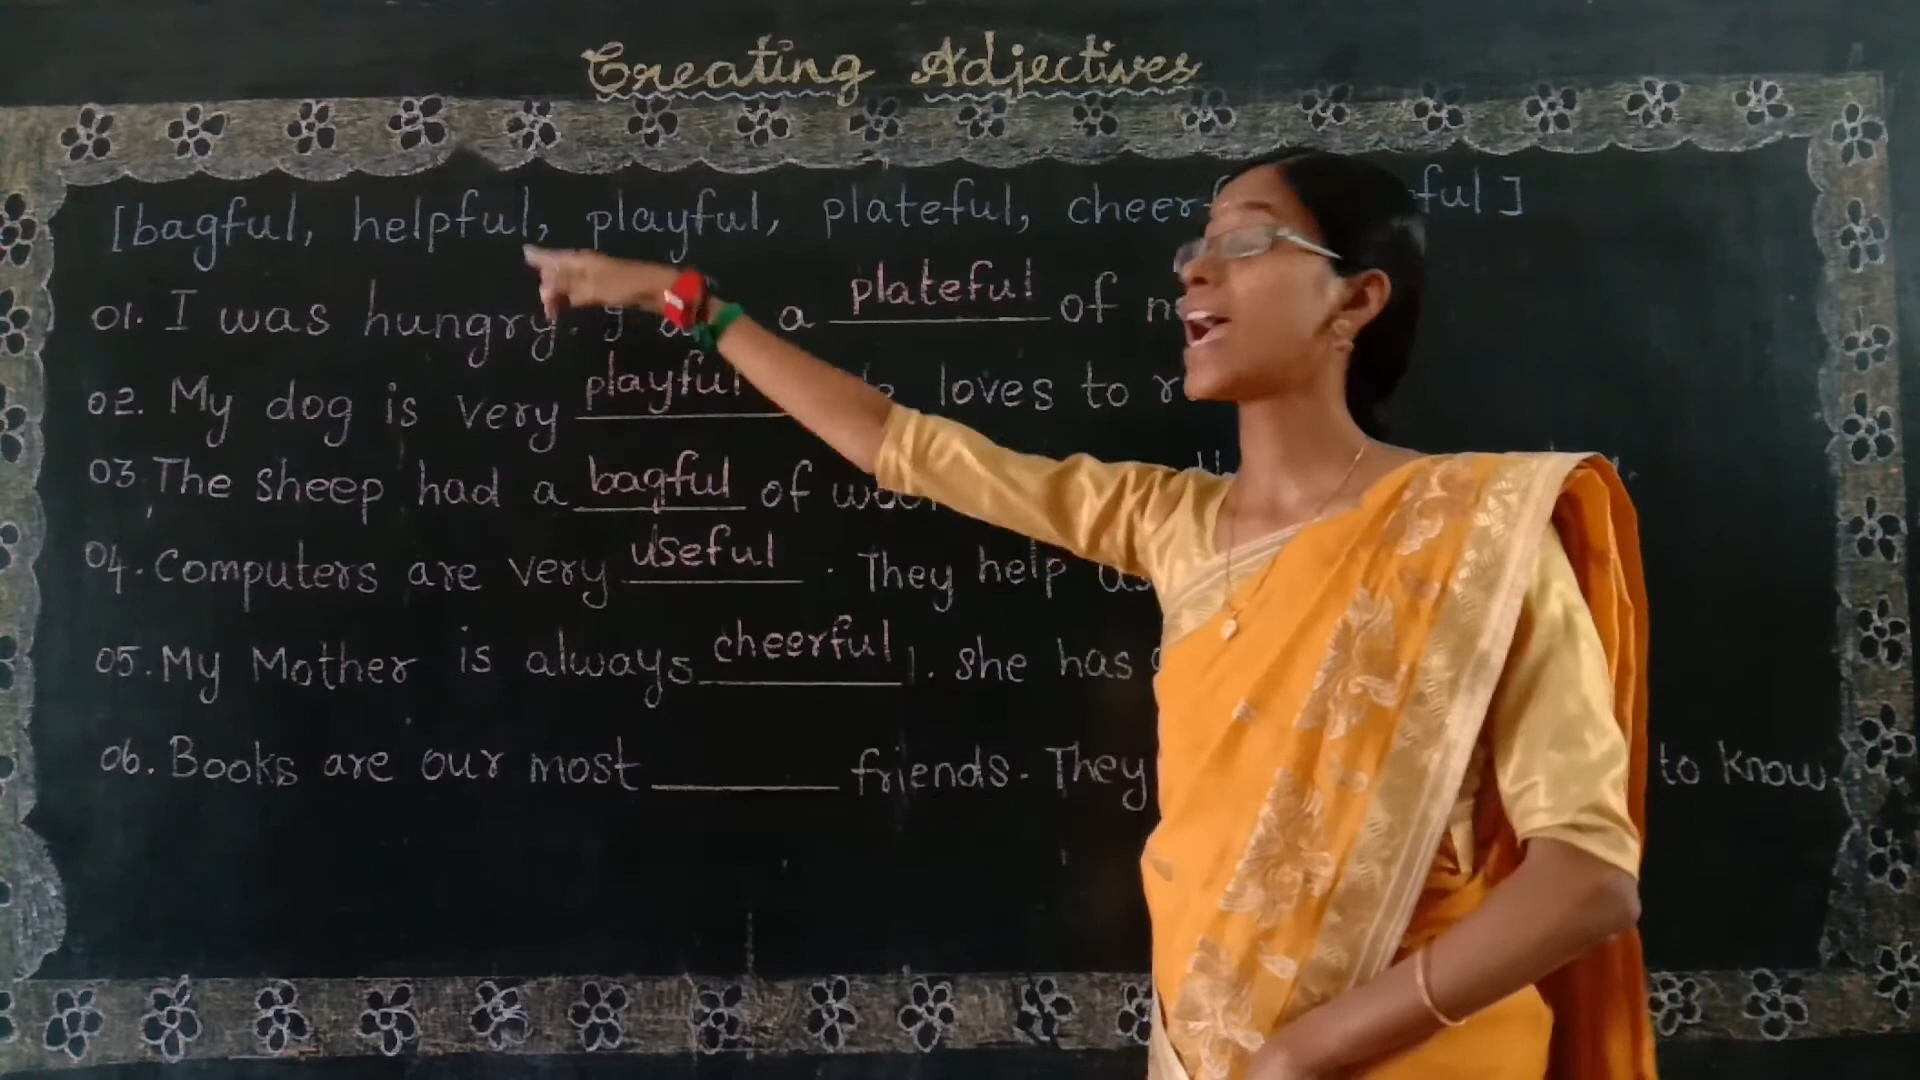 Creating Adjectives
[bagful, helpful, playful, plateful, ful]
01. I was hungry. a plateful of
02. My dog is very playful loves to
03. The sheep had a bagful of
04. Computers are very useful. They help
05. My Mother is always cheerful. she has
06. Books are our most ______ friends. They to know.